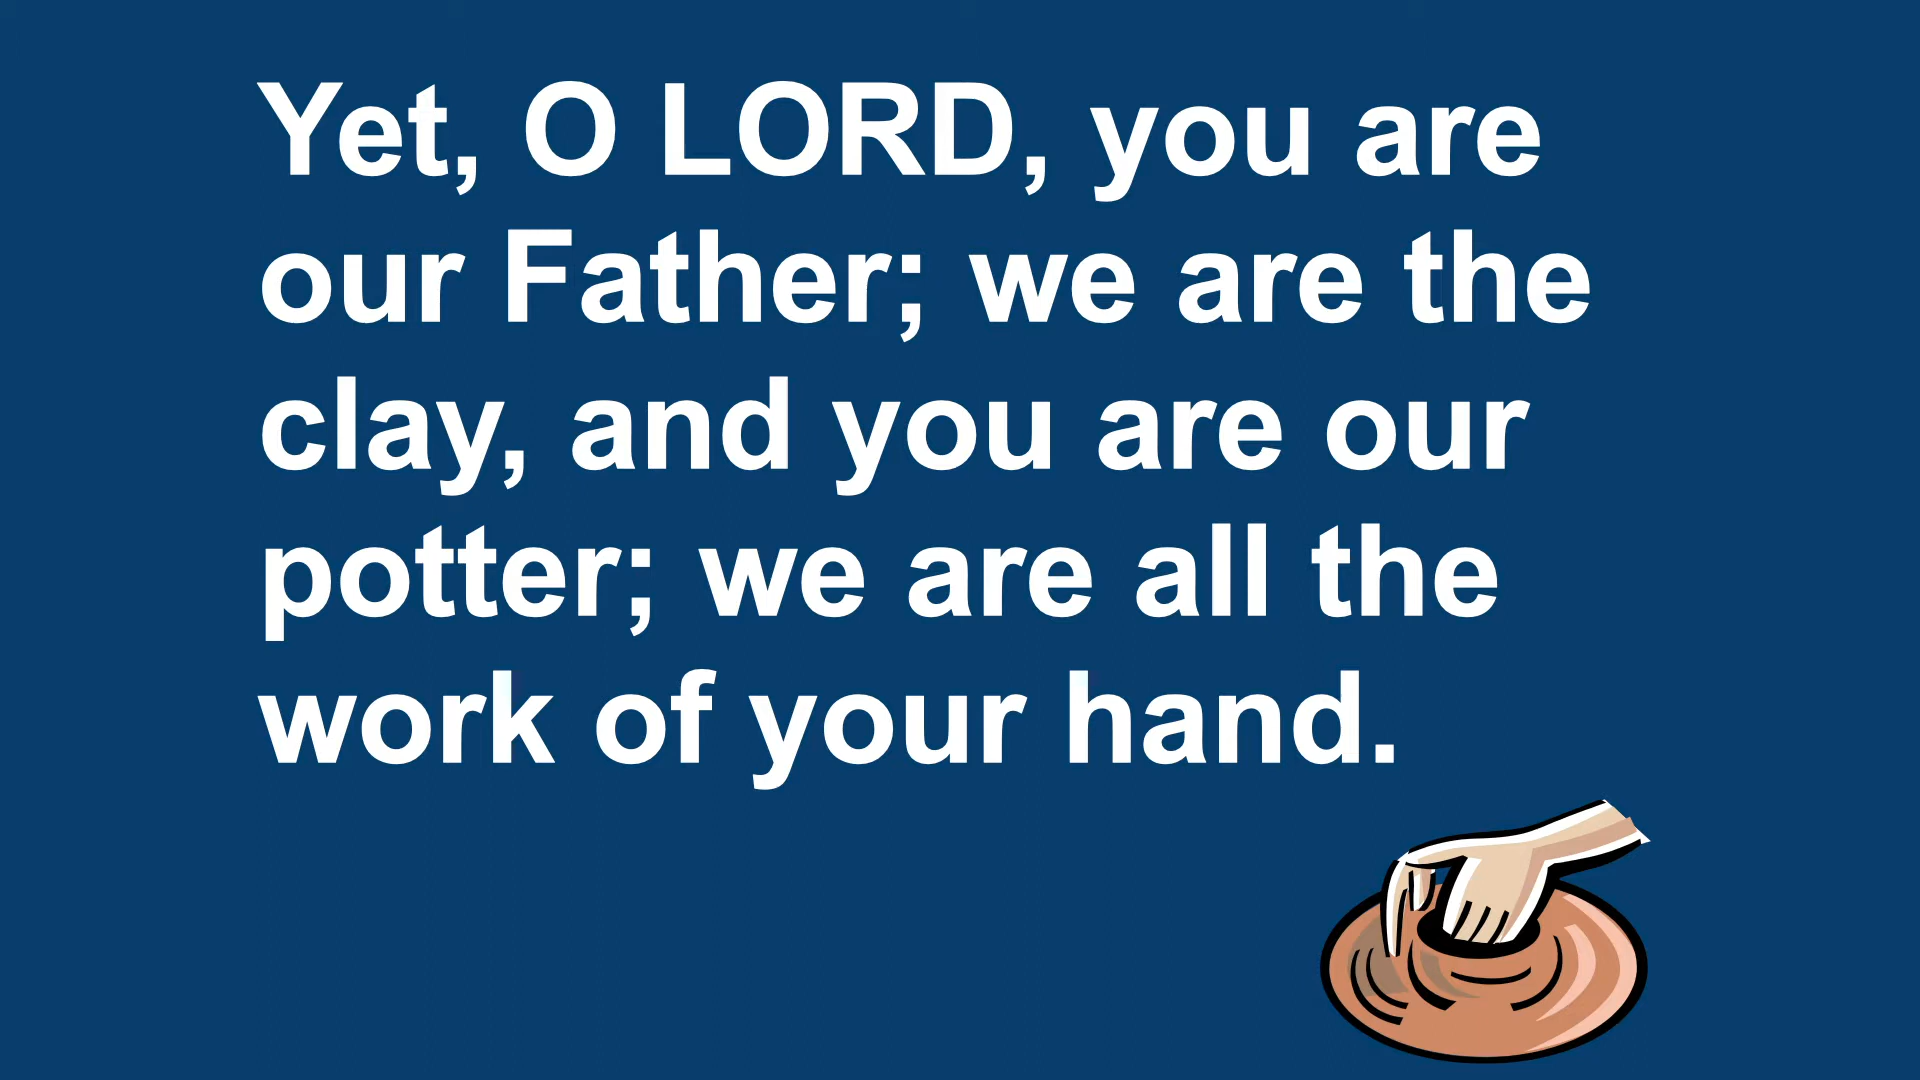 Yet, O LORD, you are
our Father; we are the
clay, and you are our
potter; we are all the
work of your hand.